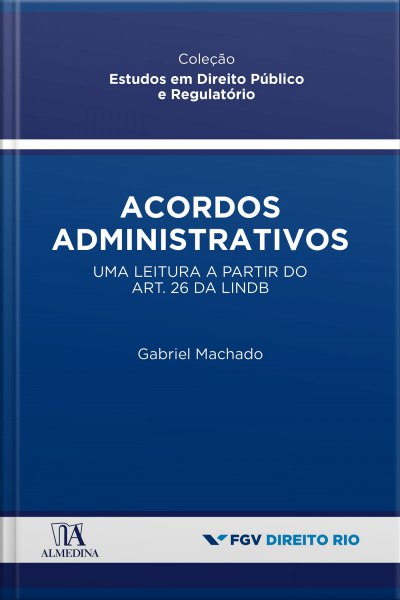 Coleção
Estudos em Direito Público
e Regulatório
ACORDOS
ADMINISTRATIVOS
UMA LEITURA A PARTIR DO
ART. 26 DA LINDB
Gabriel Machado
ALMEDINA
FGV DIREITO RIO